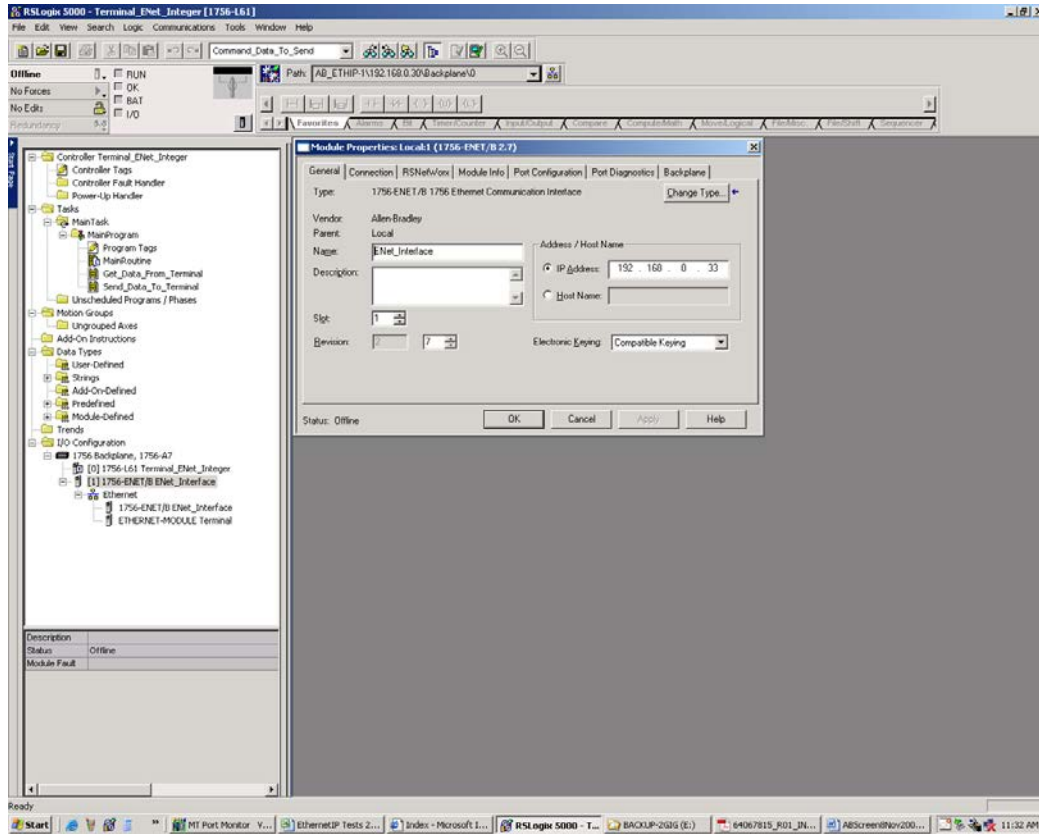 RSLogix 5000 - Terminal_ENet_Integer [1756-L61]
File Edit View Search Logic Communications Tools Window Help
Command_Data_To_Send
Offline RUN
No Forces OK
No Edits BAT
Redundancy I/O
Path: AB_ETHIP-1\192.168.0.30\Backplane\0
Favorites Alarms Bit Timer/Counter Input/Output Compare Compute/Math Move/Logical File/Misc. File/Shift Sequencer
Start Page
Controller Terminal_ENet_Integer
Controller Tags
Controller Fault Handler
Power-Up Handler
Tasks
MainTask
MainProgram
Program Tags
MainRoutine
Get_Data_From_Terminal
Send_Data_To_Terminal
Unscheduled Programs / Phases
Motion Groups
Ungrouped Axes
Add-On Instructions
Data Types
User-Defined
Strings
Add-On-Defined
Predefined
Module-Defined
Trends
I/O Configuration
1756 Backplane, 1756-A7
[0] 1756-L61 Terminal_ENet_Integer
[1] 1756-ENET/B ENet_Interface
Ethernet
1756-ENET/B ENet_Interface
ETHERNET-MODULE Terminal
Description
Status Offline
Module Fault
Module Properties: Local:1 (1756-ENET/B 2.7)
General Connection RSNetWorx Module Info Port Configuration Port Diagnostics Backplane
Type: 1756-ENET/B 1756 Ethernet Communication Interface Change Type...
Vendor: Allen-Bradley
Parent: Local
Name: ENet_Interface
Address / Host Name
IP Address: 192 . 168 . 0 . 33
Description:
Host Name:
Slot: 1
Revision: 2 7 Electronic Keying: Compatible Keying
Status: Offline OK Cancel Apply Help
Ready
Start » MT Port Monitor V... EthernetIP Tests 2... Index - Microsoft I... RSLogix 5000 - T... BACKUP-2GIG (E:) 64067815_R01_IN... ABScreen8Nov200... 11:32 AM